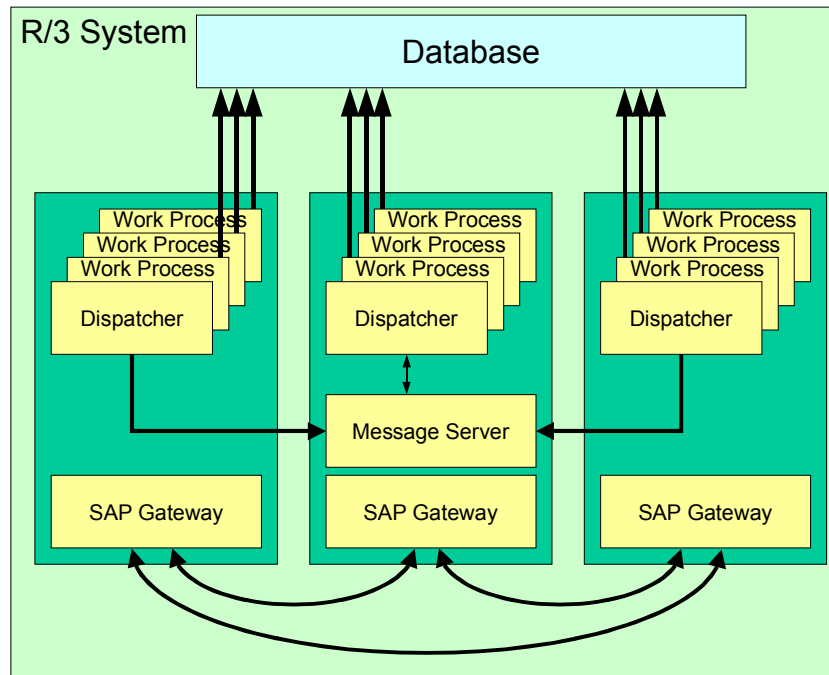 R/3 System
Database
Work Process
Work Process
Work Process
Dispatcher
Work Process
Work Process
Work Process
Dispatcher
Message Server
Work Process
Work Process
Work Process
Dispatcher
SAP Gateway
SAP Gateway
SAP Gateway